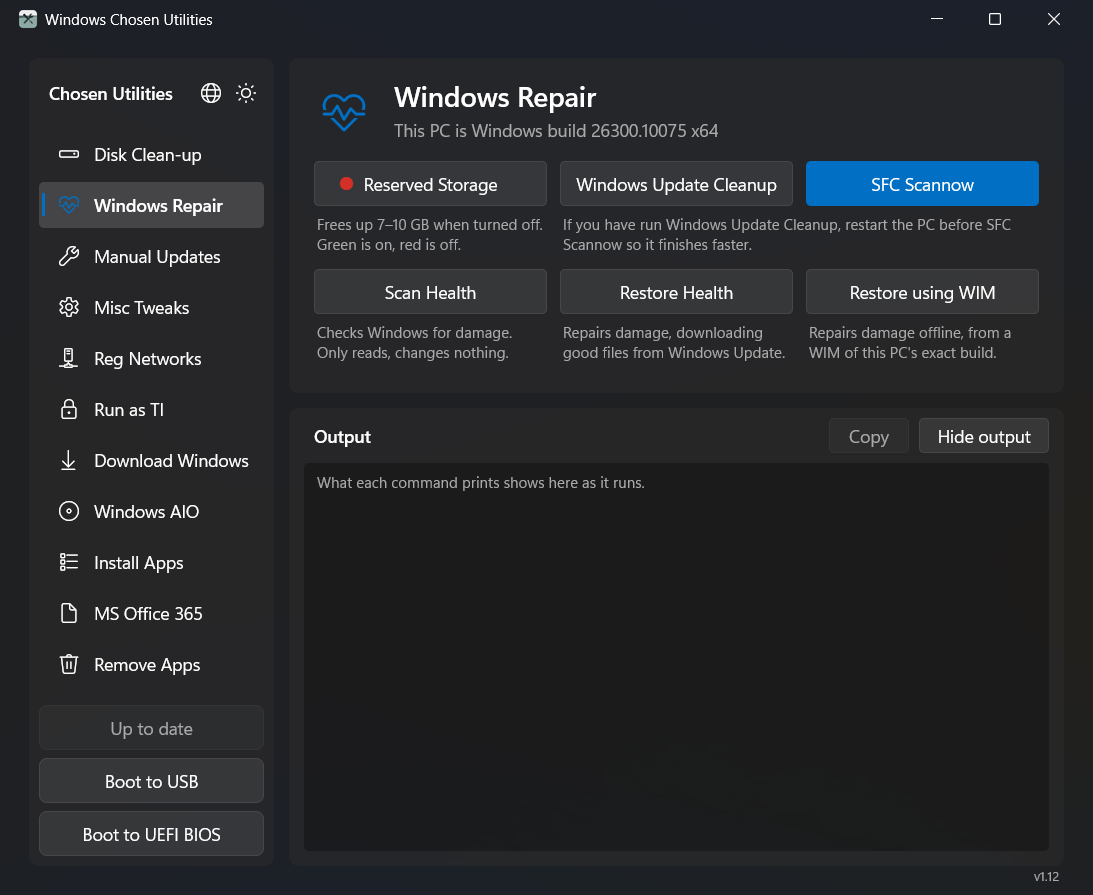 Windows Chosen Utilities
Chosen Utilities
Disk Clean-up
Windows Repair
Manual Updates
Misc Tweaks
Reg Networks
Run as TI
Download Windows
Windows AIO
Install Apps
MS Office 365
Remove Apps
Up to date
Boot to USB
Boot to UEFI BIOS
Windows Repair
This PC is Windows build 26300.10075 x64
Reserved Storage
Windows Update Cleanup
SFC Scannow
Frees up 7–10 GB when turned off.
Green is on, red is off.
If you have run Windows Update Cleanup, restart the PC before SFC
Scannow so it finishes faster.
Scan Health
Restore Health
Restore using WIM
Checks Windows for damage.
Only reads, changes nothing.
Repairs damage, downloading
good files from Windows Update.
Repairs damage offline, from a
WIM of this PC's exact build.
Output
Copy
Hide output
What each command prints shows here as it runs.
v1.12